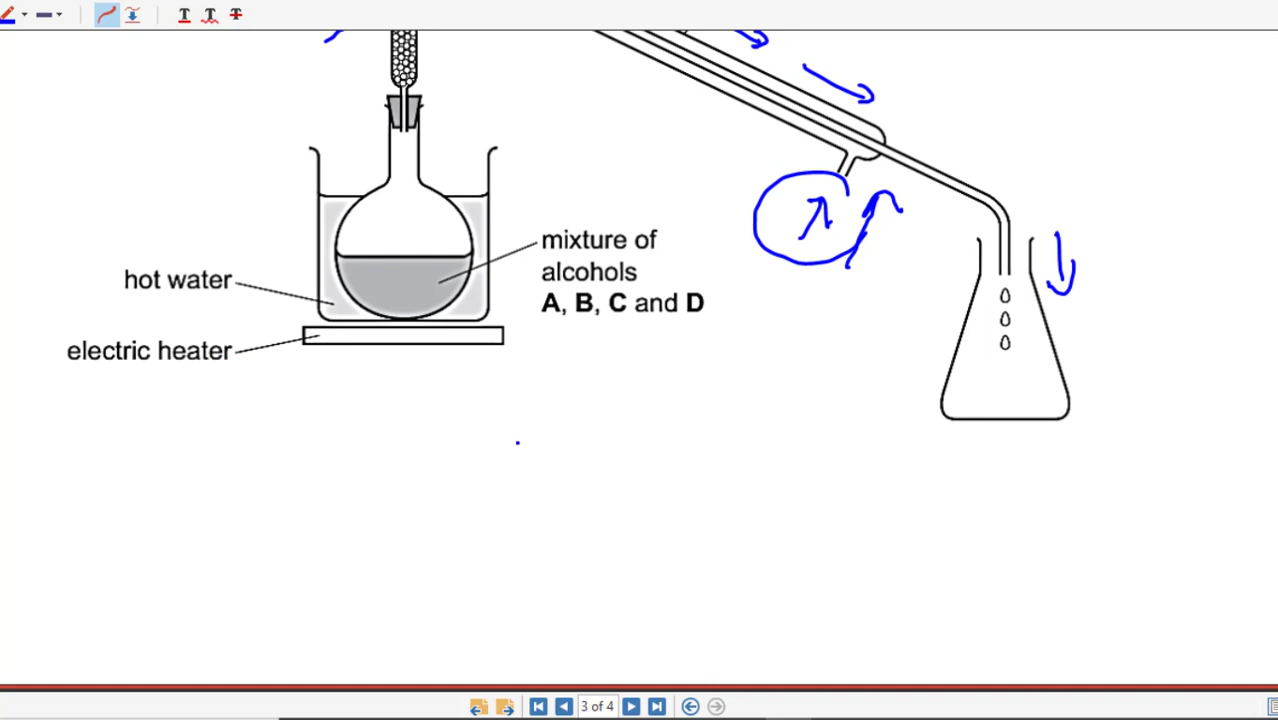 T T T
hot water
electric heater
mixture of
alcohols
A, B, C and D
3 of 4